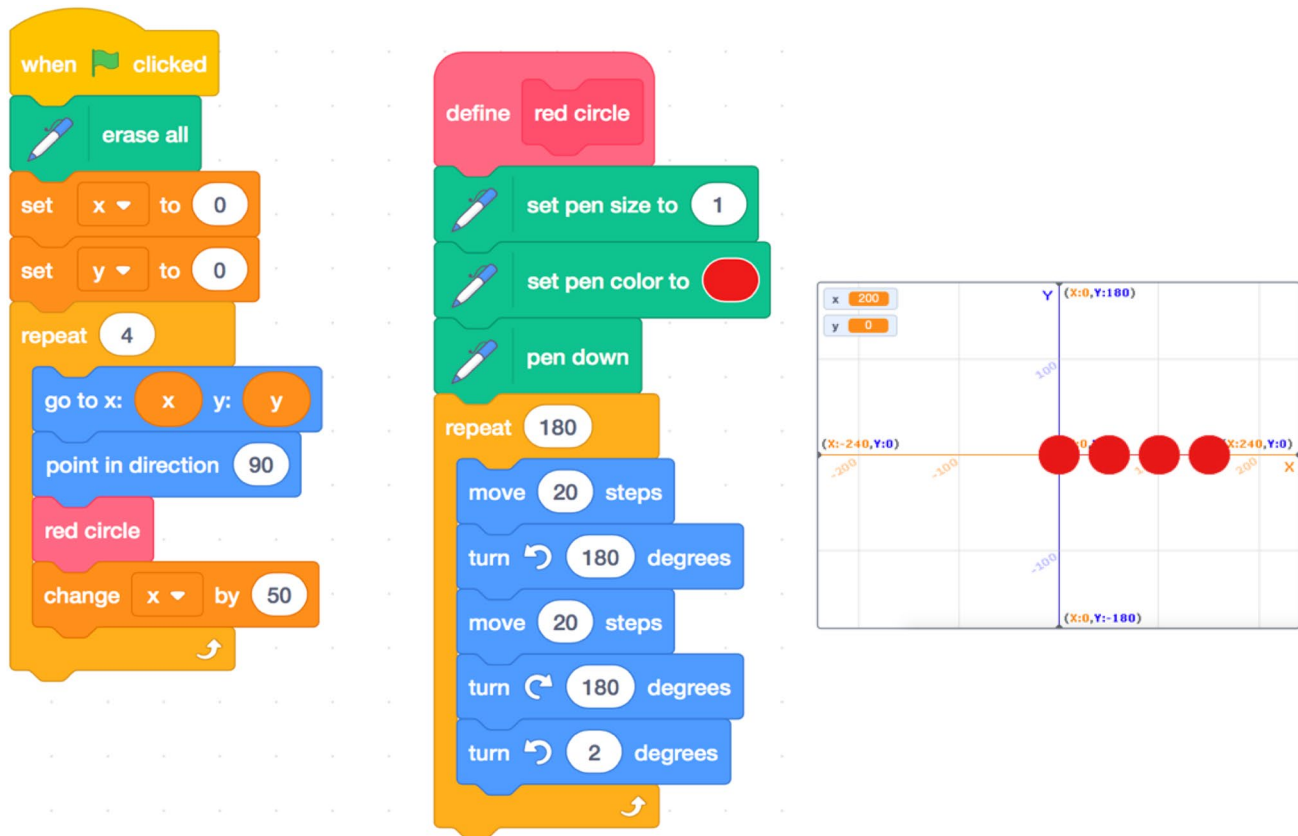 when clicked
erase all
set x to 0
set y to 0
repeat 4
go to x: x y: y
point in direction 90
red circle
change x by 50
define red circle
set pen size to 1
set pen color to
pen down
repeat 180
move 20 steps
turn 180 degrees
move 20 steps
turn 180 degrees
turn 2 degrees
x 200
y 0
Y (X:0,Y:180)
100
(X:-240,Y:0)
X:240,Y:0)
-200
-100
200
X
-100
(X:0,Y:-180)